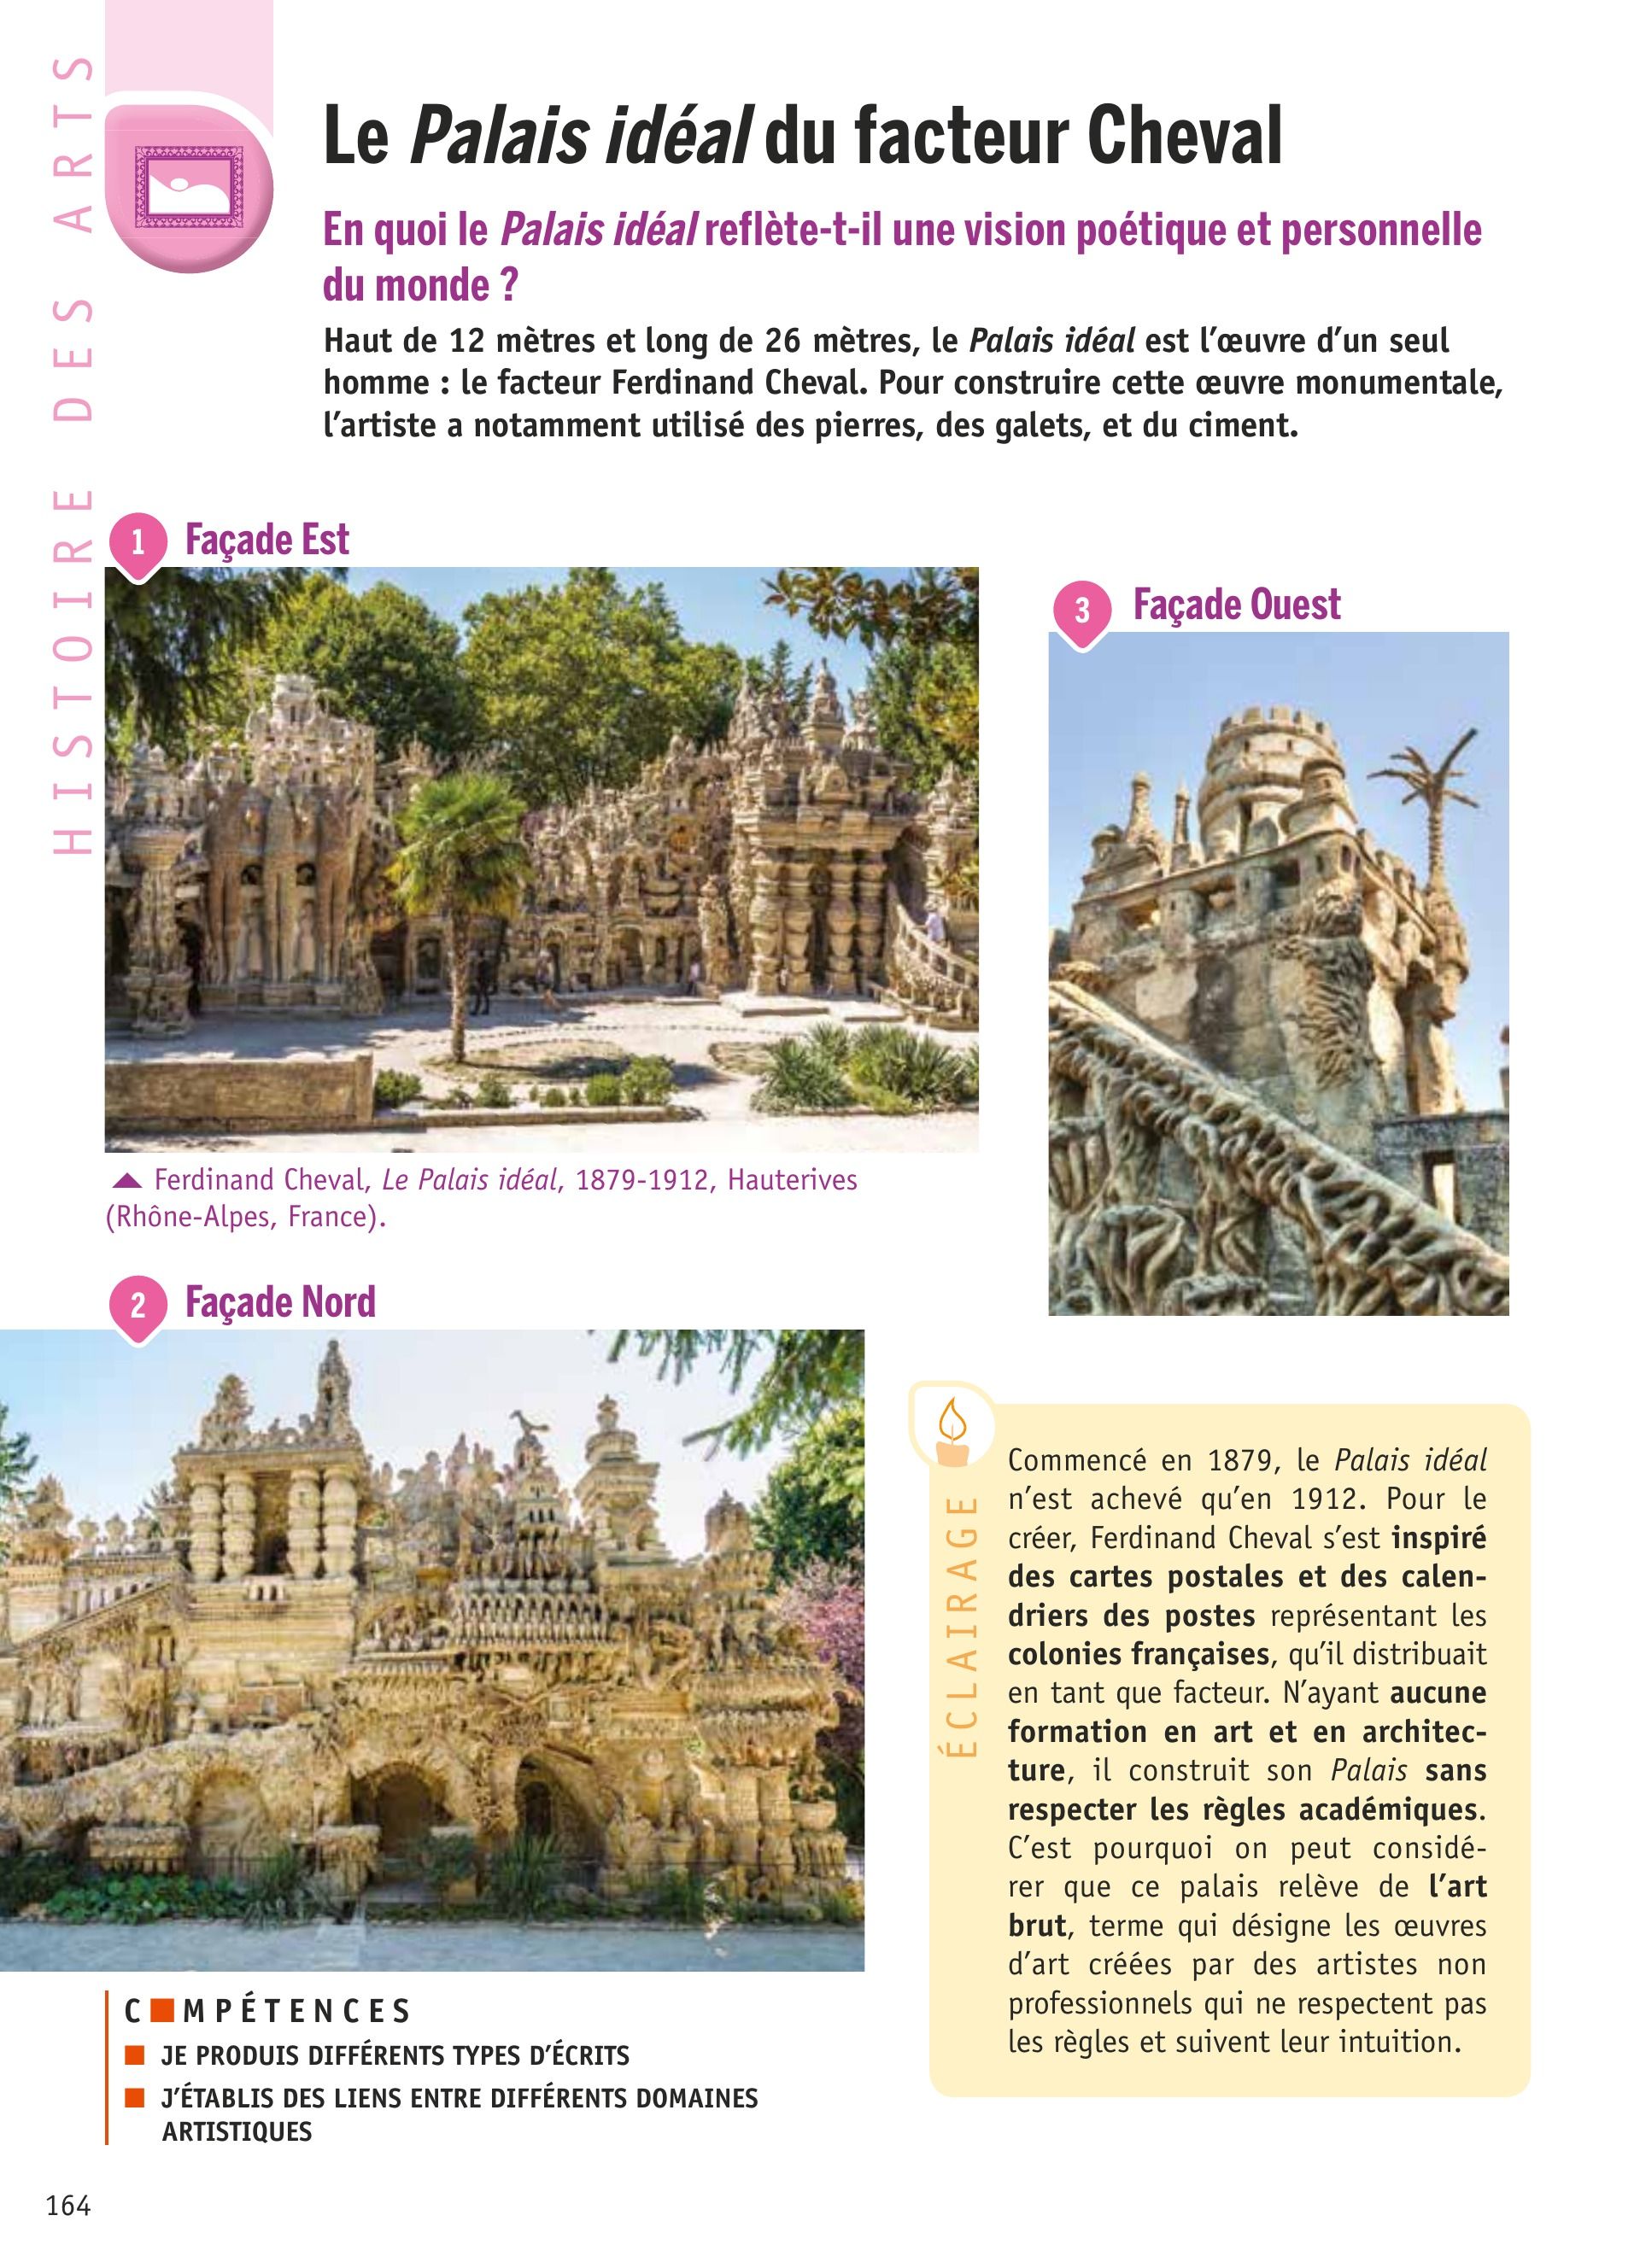 HISTOIRE DES ARTS
Le Palais idéal du facteur Cheval
En quoi le Palais idéal reflète-t-il une vision poétique et personnelle
du monde ?
Haut de 12 mètres et long de 26 mètres, le Palais idéal est l’œuvre d’un seul
homme : le facteur Ferdinand Cheval. Pour construire cette œuvre monumentale,
l’artiste a notamment utilisé des pierres, des galets, et du ciment.
1 Façade Est
Ferdinand Cheval, Le Palais idéal, 1879-1912, Hauterives
(Rhône-Alpes, France).
2 Façade Nord
3 Façade Ouest
ÉCLAIRAGE
Commencé en 1879, le Palais idéal
n’est achevé qu’en 1912. Pour le
créer, Ferdinand Cheval s’est inspiré
des cartes postales et des calen-
driers des postes représentant les
colonies françaises, qu’il distribuait
en tant que facteur. N’ayant aucune
formation en art et en architec-
ture, il construit son Palais sans
respecter les règles académiques.
C’est pourquoi on peut considé-
rer que ce palais relève de l’art
brut, terme qui désigne les œuvres
d’art créées par des artistes non
professionnels qui ne respectent pas
les règles et suivent leur intuition.
C■MPÉTENCES
■ JE PRODUIS DIFFÉRENTS TYPES D’ÉCRITS
■ J’ÉTABLIS DES LIENS ENTRE DIFFÉRENTS DOMAINES
ARTISTIQUES
164